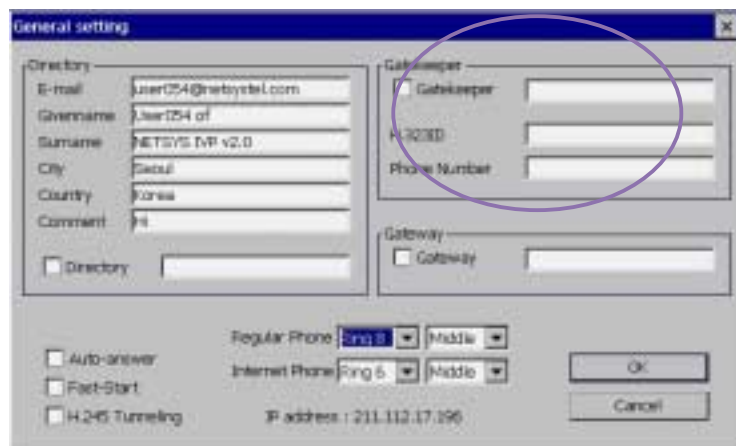 General setting
Directory
E-mail user054@netsystel.com
Givenname User054 of
Surname NETSYS IVP v2.0
City Seoul
Country Korea
Comment Hi
Directory
Gatekeeper
Gatekeeper
H.323ID
Phone Number
Gateway
Gateway
Regular Phone Ring 8 Middle
Internet Phone Ring 6 Middle
Auto-answer
Fast-Start
H.245 Tunneling
IP address : 211.112.17.196
OK
Cancel